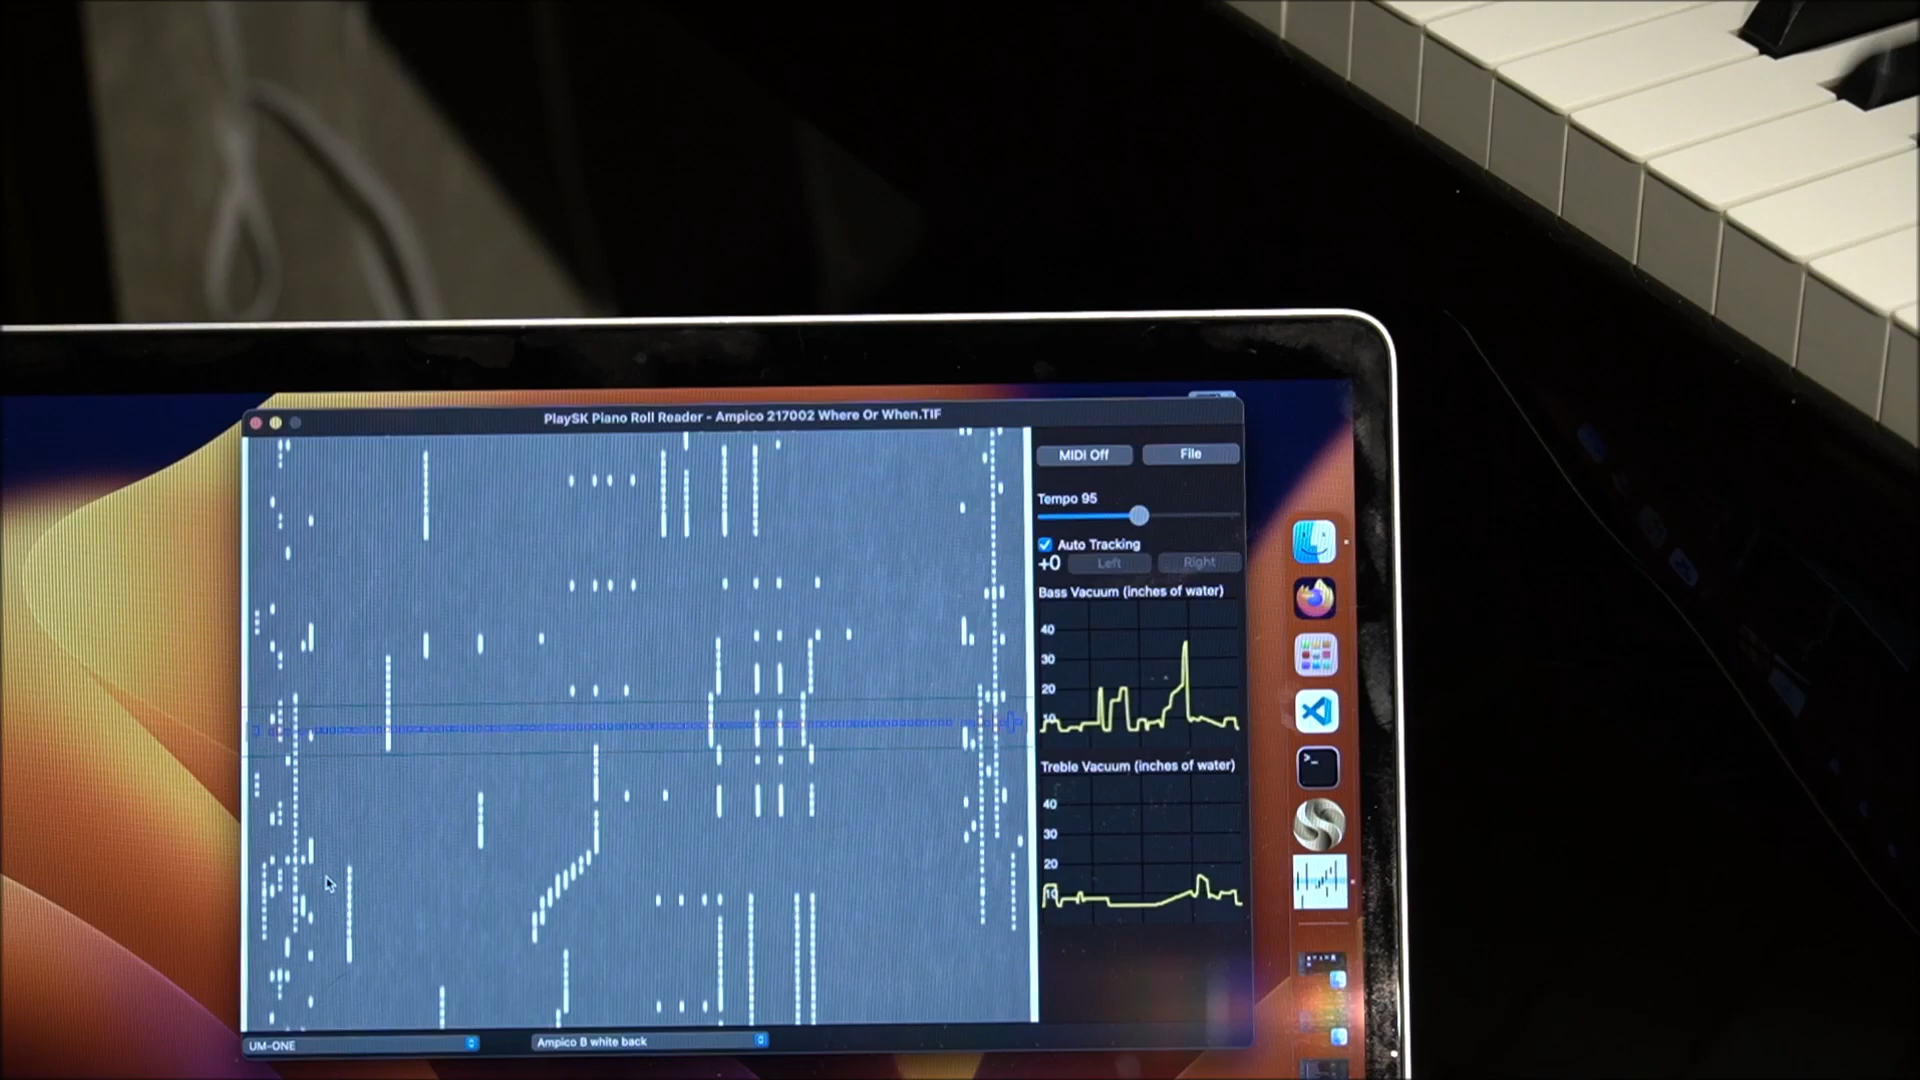 PlaySK Piano Roll Reader - Ampico 217002 Where Or When.TIF
MIDI Off
File
Tempo 95
Auto Tracking
+0
Left
Right
Bass Vacuum (inches of water)
40
30
20
10
Treble Vacuum (inches of water)
40
30
20
10
UM-ONE
Ampico B white back